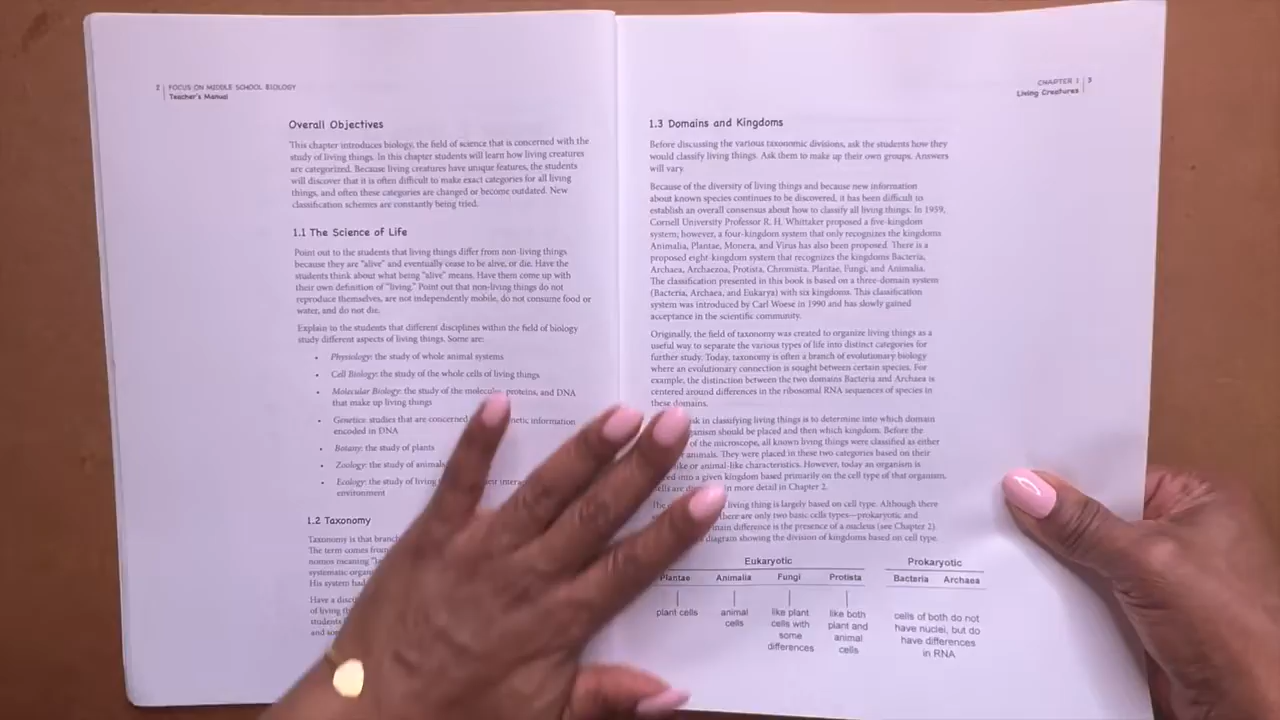 2 | FOCUS ON MIDDLE SCHOOL BIOLOGY
Teacher's Manual
Overall Objectives
This chapter introduces biology, the field of science that is concerned with the
study of living things. In this chapter students will learn how living creatures
are categorized. Because living creatures have unique features, the students
will discover that it is often difficult to make exact categories for all living
things, and often these categories are changed or become outdated. New
classification schemes are constantly being tried.
1.1 The Science of Life
Point out to the students that living things differ from non-living things
because they are "alive" and eventually cease to be alive, or die. Have the
students think about what being "alive" means. Have them come up with
their own definition of "living." Point out that non-living things do not
reproduce themselves, are not independently mobile, do not consume food or
water, and do not die.
Explain to the students that different disciplines within the field of biology
study different aspects of living things. Some are:
• Physiology: the study of whole animal systems
• Cell Biology: the study of the whole cells of living things
• Molecular Biology: the study of the molecules, proteins, and DNA
that make up living things
• Genetics: studies that are concerned netic information
encoded in DNA
• Botany: the study of plants
• Zoology: the study of animals
• Ecology: the study of living interac
environment
1.2 Taxonomy
Taxonomy is that branc
The term comes from
nomos meaning
systematic organ
His system had
Have a discu
of living th
students
and som
CHAPTER 1 | 3
Living Creatures
1.3 Domains and Kingdoms
Before discussing the various taxonomic divisions, ask the students how they
would classify living things. Ask them to make up their own groups. Answers
will vary.
Because of the diversity of living things and because new information
about known species continues to be discovered, it has been difficult to
establish an overall consensus about how to classify all living things. In 1959,
Cornell University Professor R. H. Whittaker proposed a five-kingdom
system; however, a four-kingdom system that only recognizes the kingdoms
Animalia, Plantae, Monera, and Virus has also been proposed. There is a
proposed eight-kingdom system that recognizes the kingdoms Bacteria,
Archaea, Archaezoa, Protista, Chromista, Plantae, Fungi, and Animalia.
The classification presented in this book is based on a three-domain system
(Bacteria, Archaea, and Eukarya) with six kingdoms. This classification
system was introduced by Carl Woese in 1990 and has slowly gained
acceptance in the scientific community.
Originally, the field of taxonomy was created to organize living things as a
useful way to separate the various types of life into distinct categories for
further study. Today, taxonomy is often a branch of evolutionary biology
where an evolutionary connection is sought between certain species. For
example, the distinction between the two domains Bacteria and Archaea is
centered around differences in the ribosomal RNA sequences of species in
these domains.
sk in classifying living things is to determine into which domain
ganism should be placed and then which kingdom. Before the
of the microscope, all known living things were classified as either
animals. They were placed in these two categories based on their
like or animal-like characteristics. However, today an organism is
ed into a given kingdom based primarily on the cell type of that organism.
in more detail in Chapter 2.
The living thing is largely based on cell type. Although there
there are only two basic cells types—prokaryotic and
main difference is the presence of a nucleus (see Chapter 2).
diagram showing the division of kingdoms based on cell type.
Eukaryotic Prokaryotic
Plantae Animalia Fungi Protista Bacteria Archaea
plant cells
animal
cells
like plant
cells with
some
differences
like both
plant and
animal
cells
cells of both do not
have nuclei, but do
have differences
in RNA